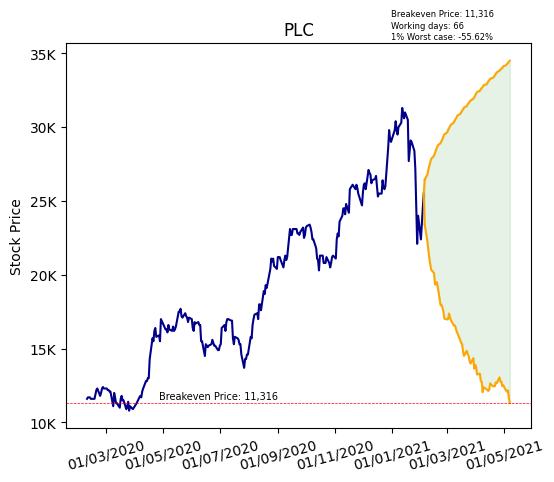 Breakeven Price: 11,316
Working days: 66
1% Worst case: -55.62%
PLC
35K
30K
25K
20K
15K
10K
Stock Price
Breakeven Price: 11,316
01/03/2020
01/05/2020
01/07/2020
01/09/2020
01/11/2020
01/01/2021
01/03/2021
01/05/2021